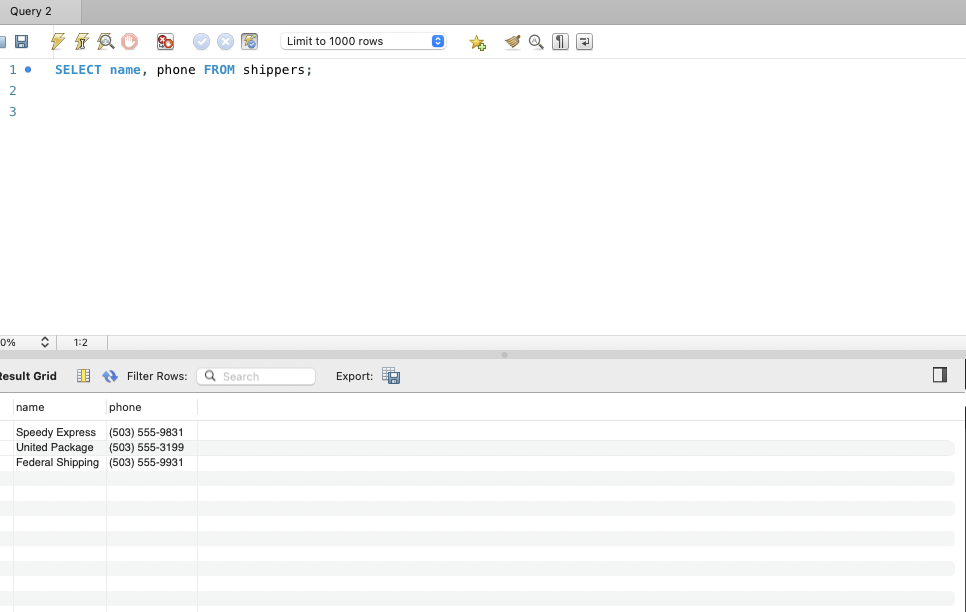 Query 2
Limit to 1000 rows
1 SELECT name, phone FROM shippers;
2
3
0% 1:2
Result Grid Filter Rows: Search Export:
name phone
Speedy Express (503) 555-9831
United Package (503) 555-3199
Federal Shipping (503) 555-9931